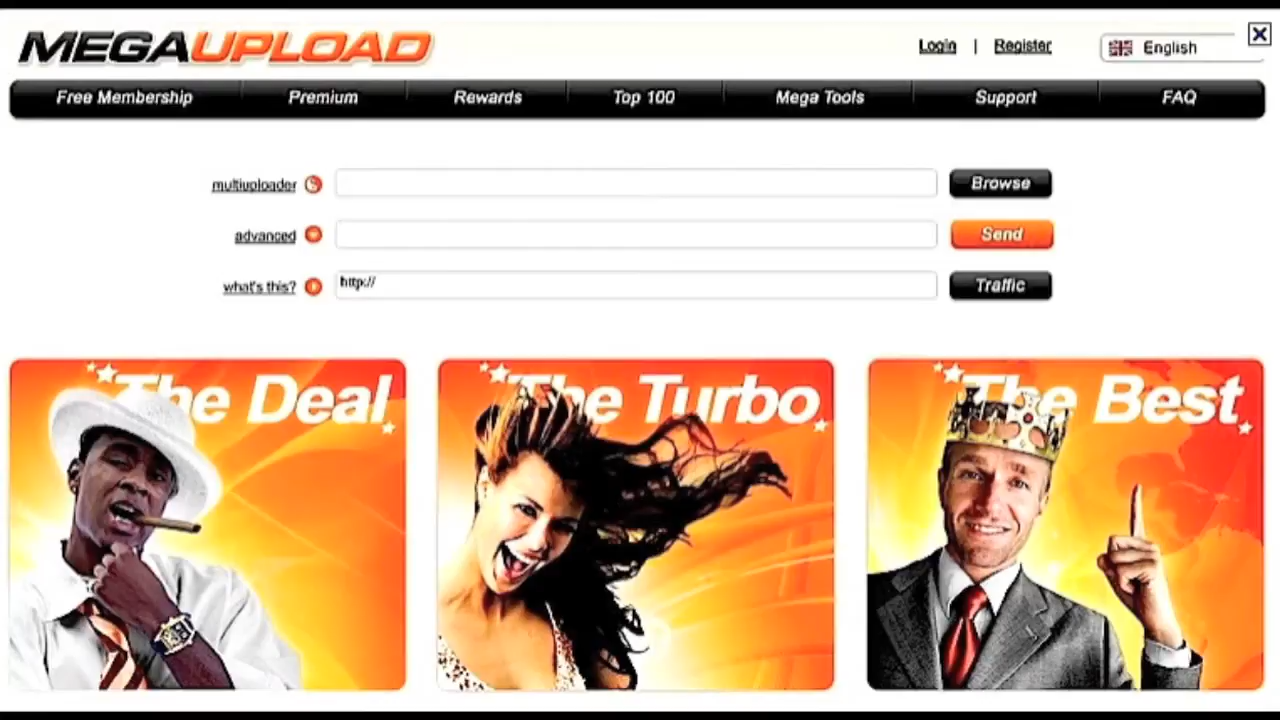 MEGAUPLOAD
Login | Register
English
Free Membership
Premium
Rewards
Top 100
Mega Tools
Support
FAQ
multiuploader
Browse
advanced
Send
what's this?
http://
Traffic
The Deal
The Turbo
The Best